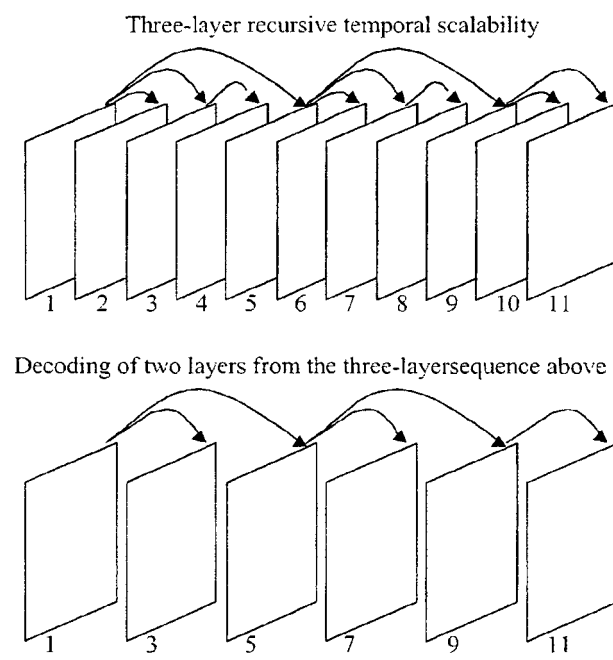 Three-layer recursive temporal scalability
1 2 3 4 5 6 7 8 9 10 11
Decoding of two layers from the three-layersequence above
1 3 5 7 9 11